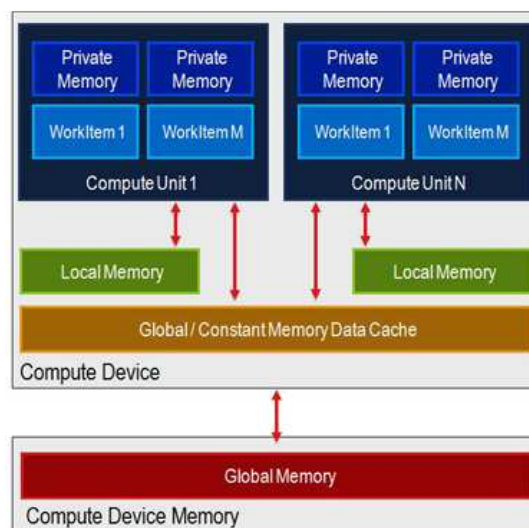 Private Memory
Private Memory
Private Memory
Private Memory
WorkItem 1
WorkItem M
WorkItem 1
WorkItem M
Compute Unit 1
Compute Unit N
Local Memory
Local Memory
Global / Constant Memory Data Cache
Compute Device
Global Memory
Compute Device Memory